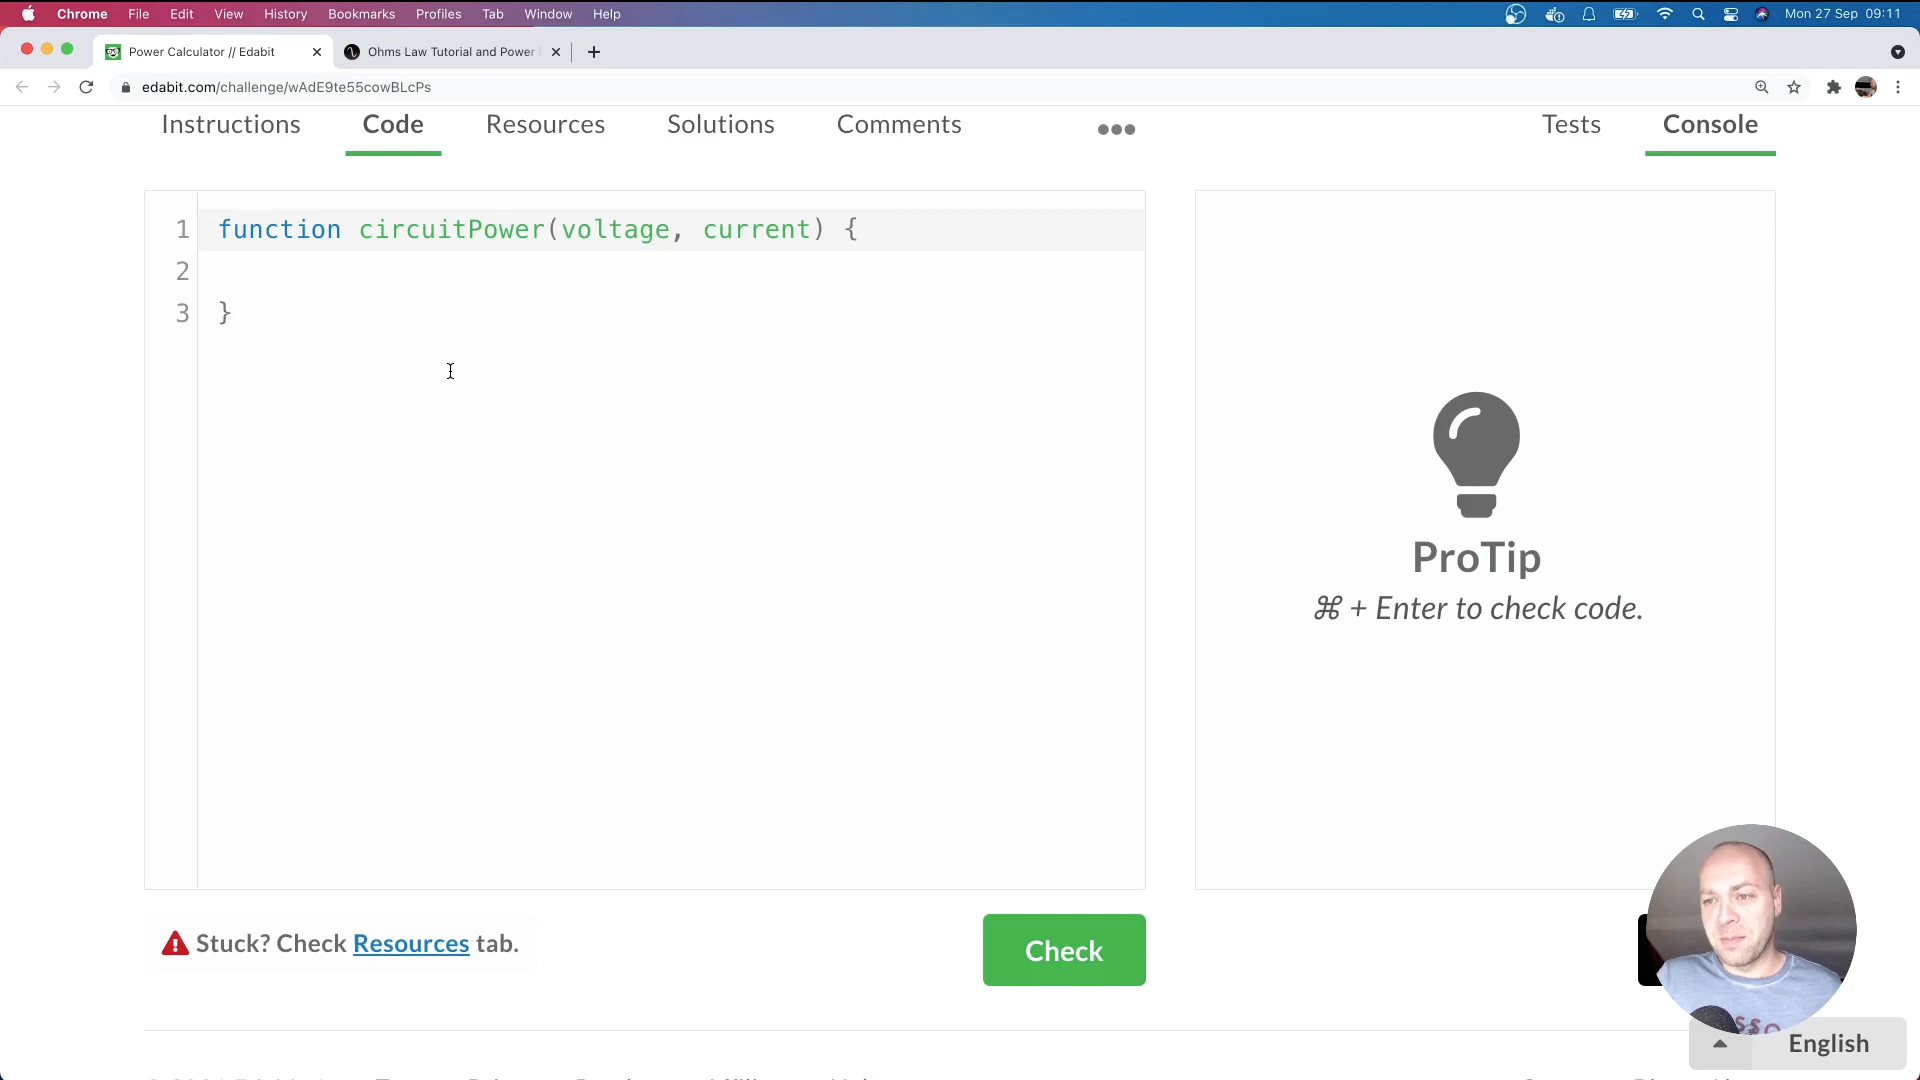 Chrome File Edit View History Bookmarks Profiles Tab Window Help Mon 27 Sep 09:11
Power Calculator // Edabit Ohms Law Tutorial and Power
edabit.com/challenge/wAdE9te55cowBLcPs
Instructions Code Resources Solutions Comments Tests Console
1 function circuitPower(voltage, current) {
2
3 }
ProTip
⌘ + Enter to check code.
Stuck? Check Resources tab.
Check
English